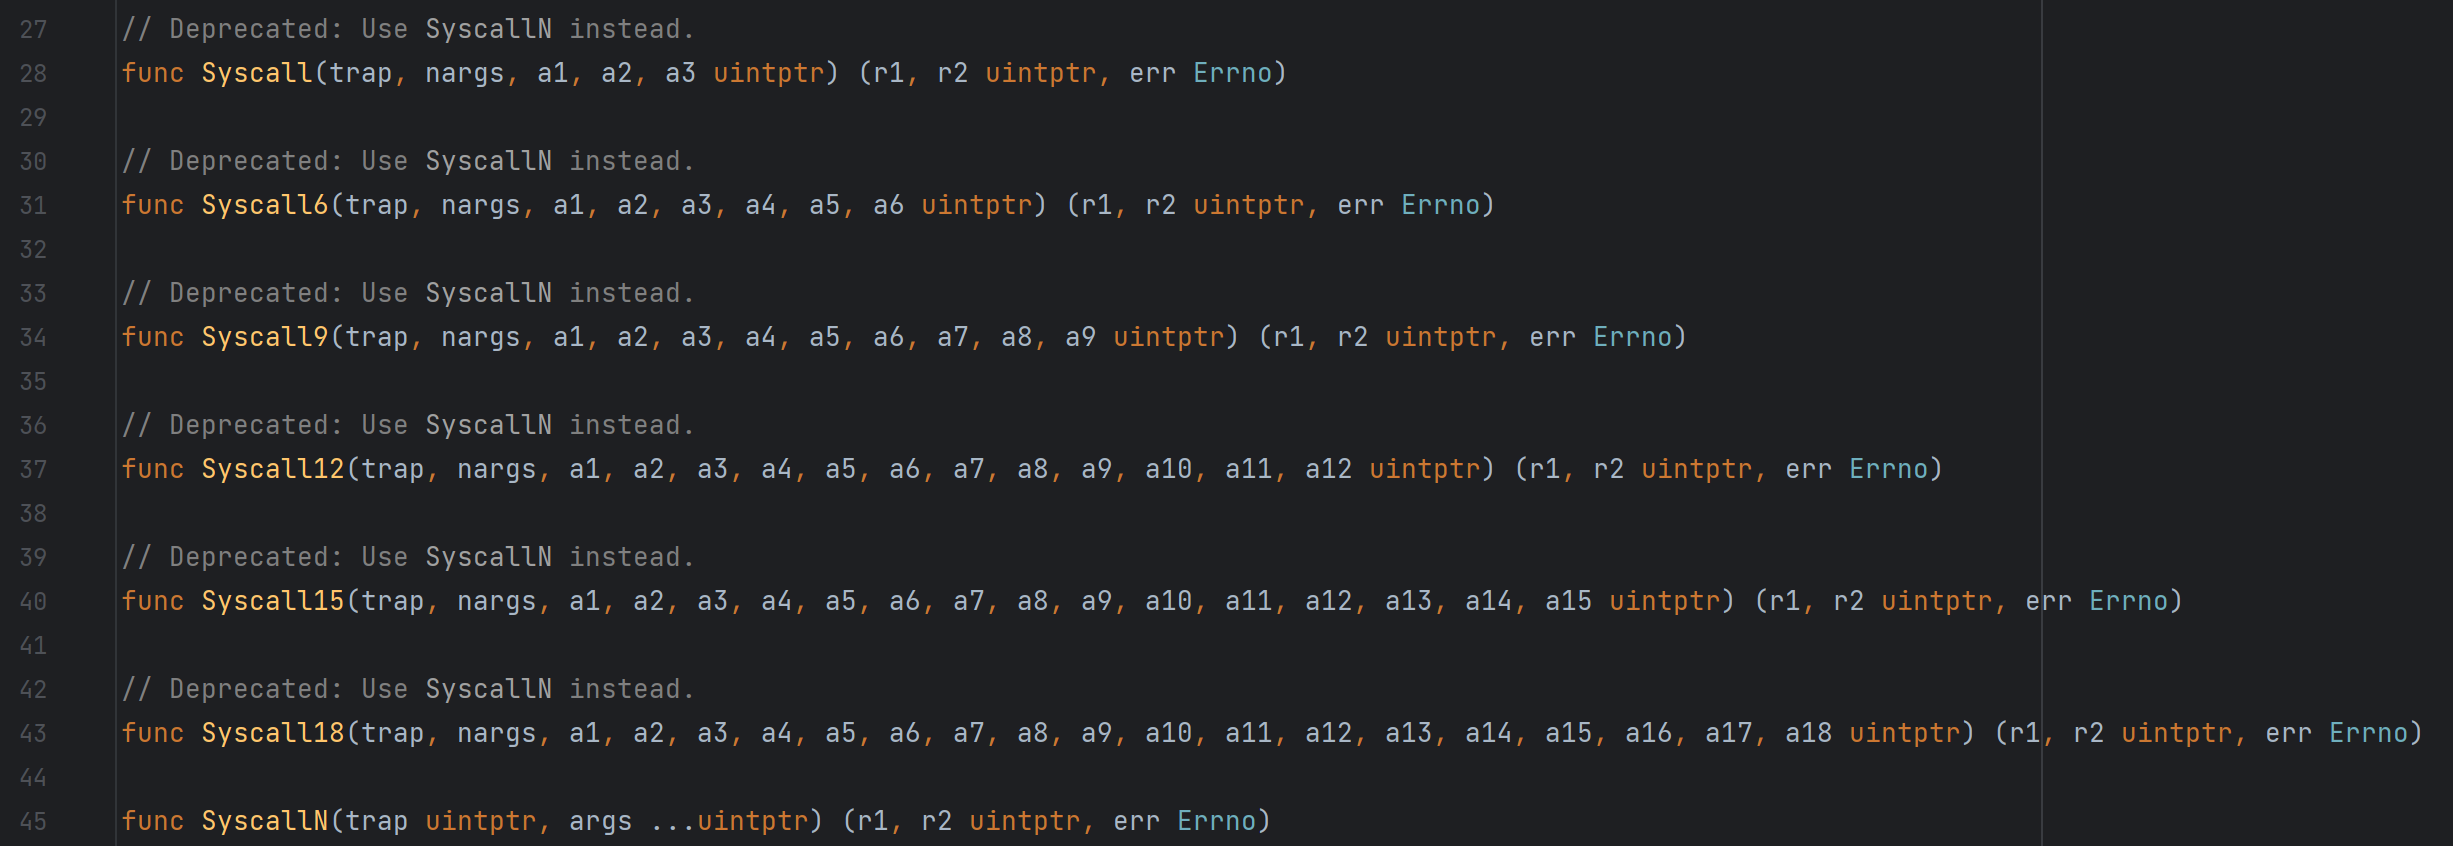 27 // Deprecated: Use SyscallN instead.
28 func Syscall(trap, nargs, a1, a2, a3 uintptr) (r1, r2 uintptr, err Errno)
29
30 // Deprecated: Use SyscallN instead.
31 func Syscall6(trap, nargs, a1, a2, a3, a4, a5, a6 uintptr) (r1, r2 uintptr, err Errno)
32
33 // Deprecated: Use SyscallN instead.
34 func Syscall9(trap, nargs, a1, a2, a3, a4, a5, a6, a7, a8, a9 uintptr) (r1, r2 uintptr, err Errno)
35
36 // Deprecated: Use SyscallN instead.
37 func Syscall12(trap, nargs, a1, a2, a3, a4, a5, a6, a7, a8, a9, a10, a11, a12 uintptr) (r1, r2 uintptr, err Errno)
38
39 // Deprecated: Use SyscallN instead.
40 func Syscall15(trap, nargs, a1, a2, a3, a4, a5, a6, a7, a8, a9, a10, a11, a12, a13, a14, a15 uintptr) (r1, r2 uintptr, err Errno)
41
42 // Deprecated: Use SyscallN instead.
43 func Syscall18(trap, nargs, a1, a2, a3, a4, a5, a6, a7, a8, a9, a10, a11, a12, a13, a14, a15, a16, a17, a18 uintptr) (r1, r2 uintptr, err Errno)
44
45 func SyscallN(trap uintptr, args ...uintptr) (r1, r2 uintptr, err Errno)